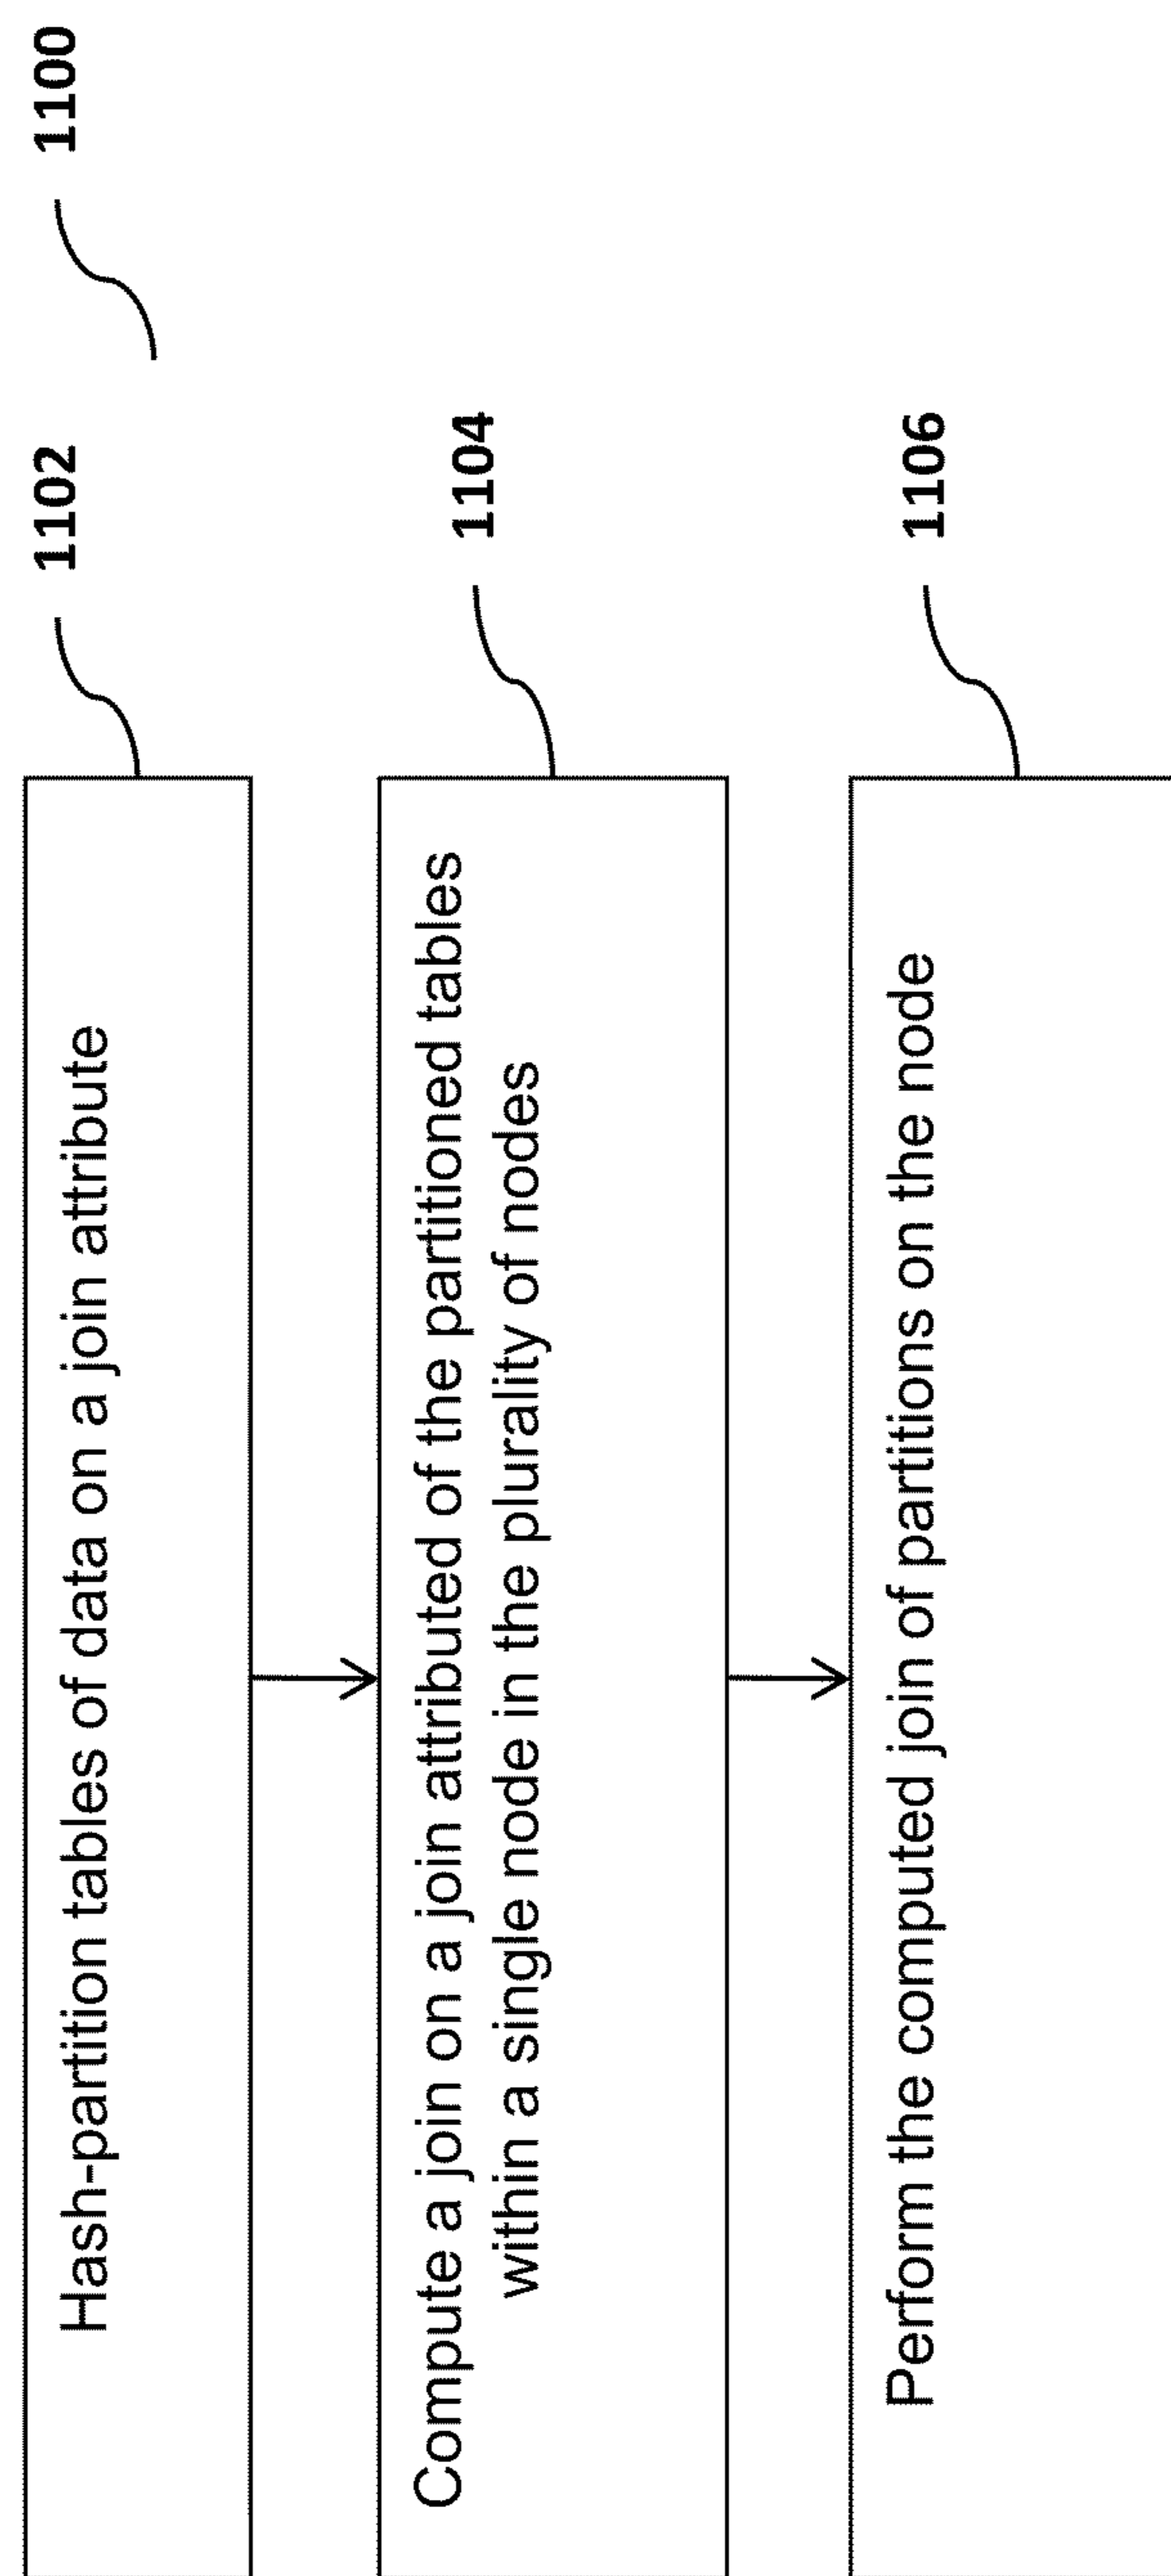 1100
1102
Hash-partition tables of data on a join attribute
1104
Compute a join on a join attributed of the partitioned tables
within a single node in the plurality of nodes
1106
Perform the computed join of partitions on the node